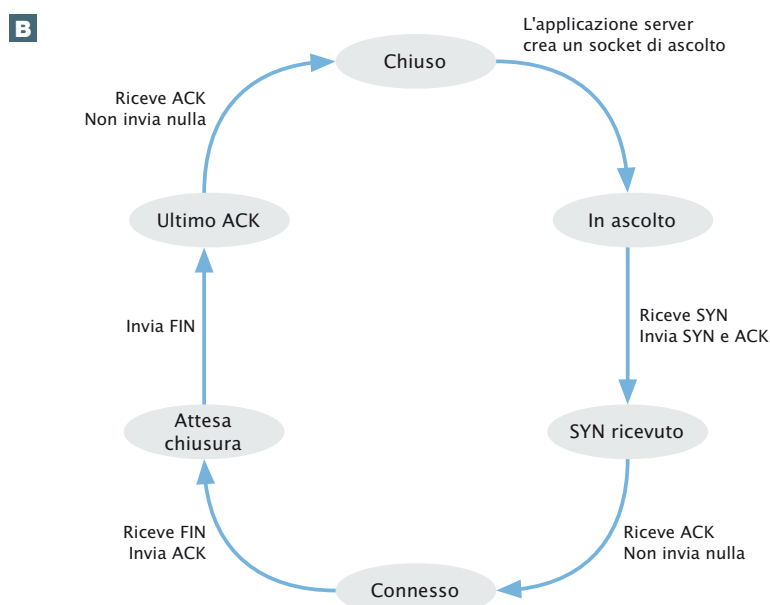 B
L'applicazione server
crea un socket di ascolto
Chiuso
Riceve ACK
Non invia nulla
Ultimo ACK
In ascolto
Invia FIN
Riceve SYN
Invia SYN e ACK
Attesa
chiusura
SYN ricevuto
Riceve FIN
Invia ACK
Riceve ACK
Non invia nulla
Connesso